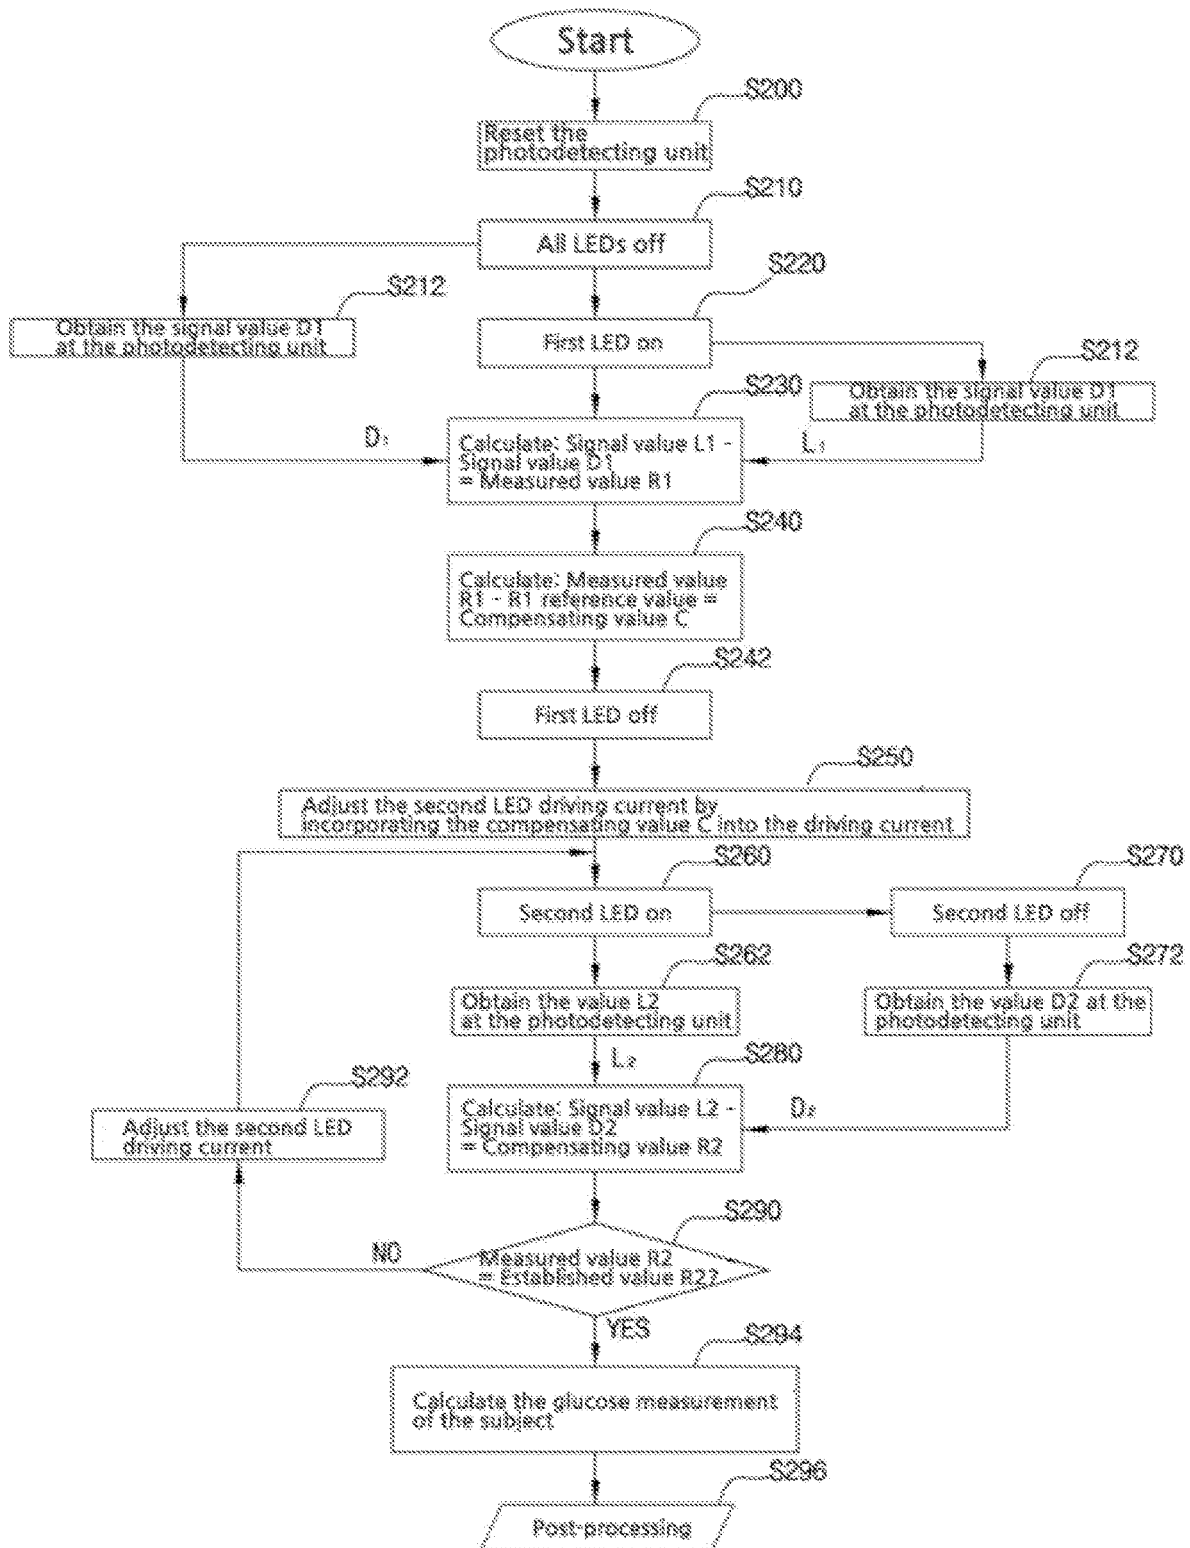 Start
S200
Reset the
photodetecting unit
S210
All LEDs off
S212
Obtain the signal value D1
at the photodetecting unit
S220
First LED on
S212
Obtain the signal value D1
at the photodetecting unit
D₁
L₁
S230
Calculate: Signal value L1 -
Signal value D1
= Measured value R1
S240
Calculate: Measured value
R1 - R1 reference value =
Compensating value C
S242
First LED off
S250
Adjust the second LED driving current by
incorporating the compensating value C into the driving current
S260
Second LED on
S270
Second LED off
S262
Obtain the value L2
at the photodetecting unit
S272
Obtain the value D2 at the
photodetecting unit
L₂
D₂
S280
Calculate: Signal value L2 -
Signal value D2
= Compensating value R2
S292
Adjust the second LED
driving current
S290
Measured value R2
= Established value R2?
NO
YES
S294
Calculate the glucose measurement
of the subject
S296
Post-processing